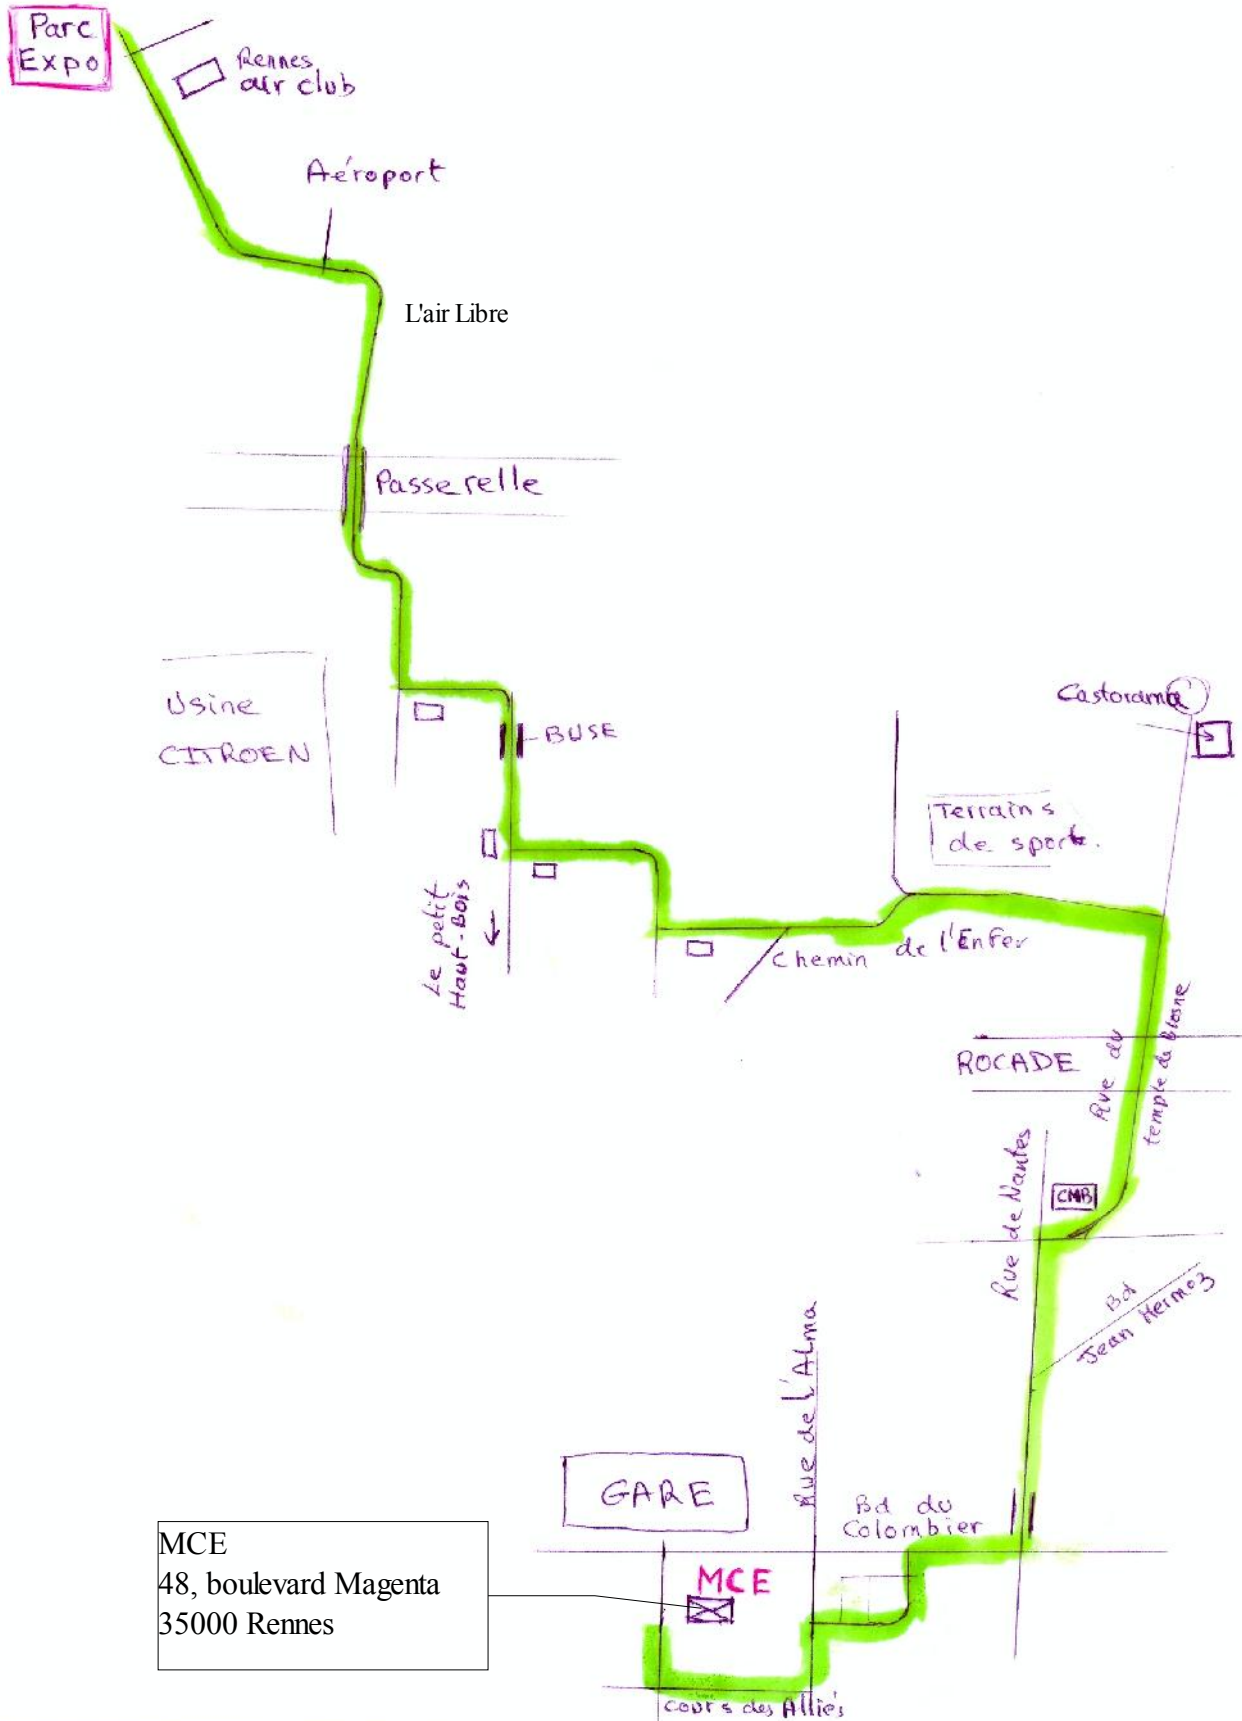 Parc
Expo
Rennes
air club
Aéroport
L'air Libre
Passerelle
Usine
CITROEN
BUSE
Castorama
Terrains
de sport.
Le petit
Haut-Bois
Chemin de l'Enfer
ROCADE
Rue du
temple de Blosne
Rue de Nantes
CMB
Bd
Jean Mermoz
Rue de l'Alma
GARE
Bd du
Colombier
MCE
48, boulevard Magenta
35000 Rennes
MCE
Cours des Alliés